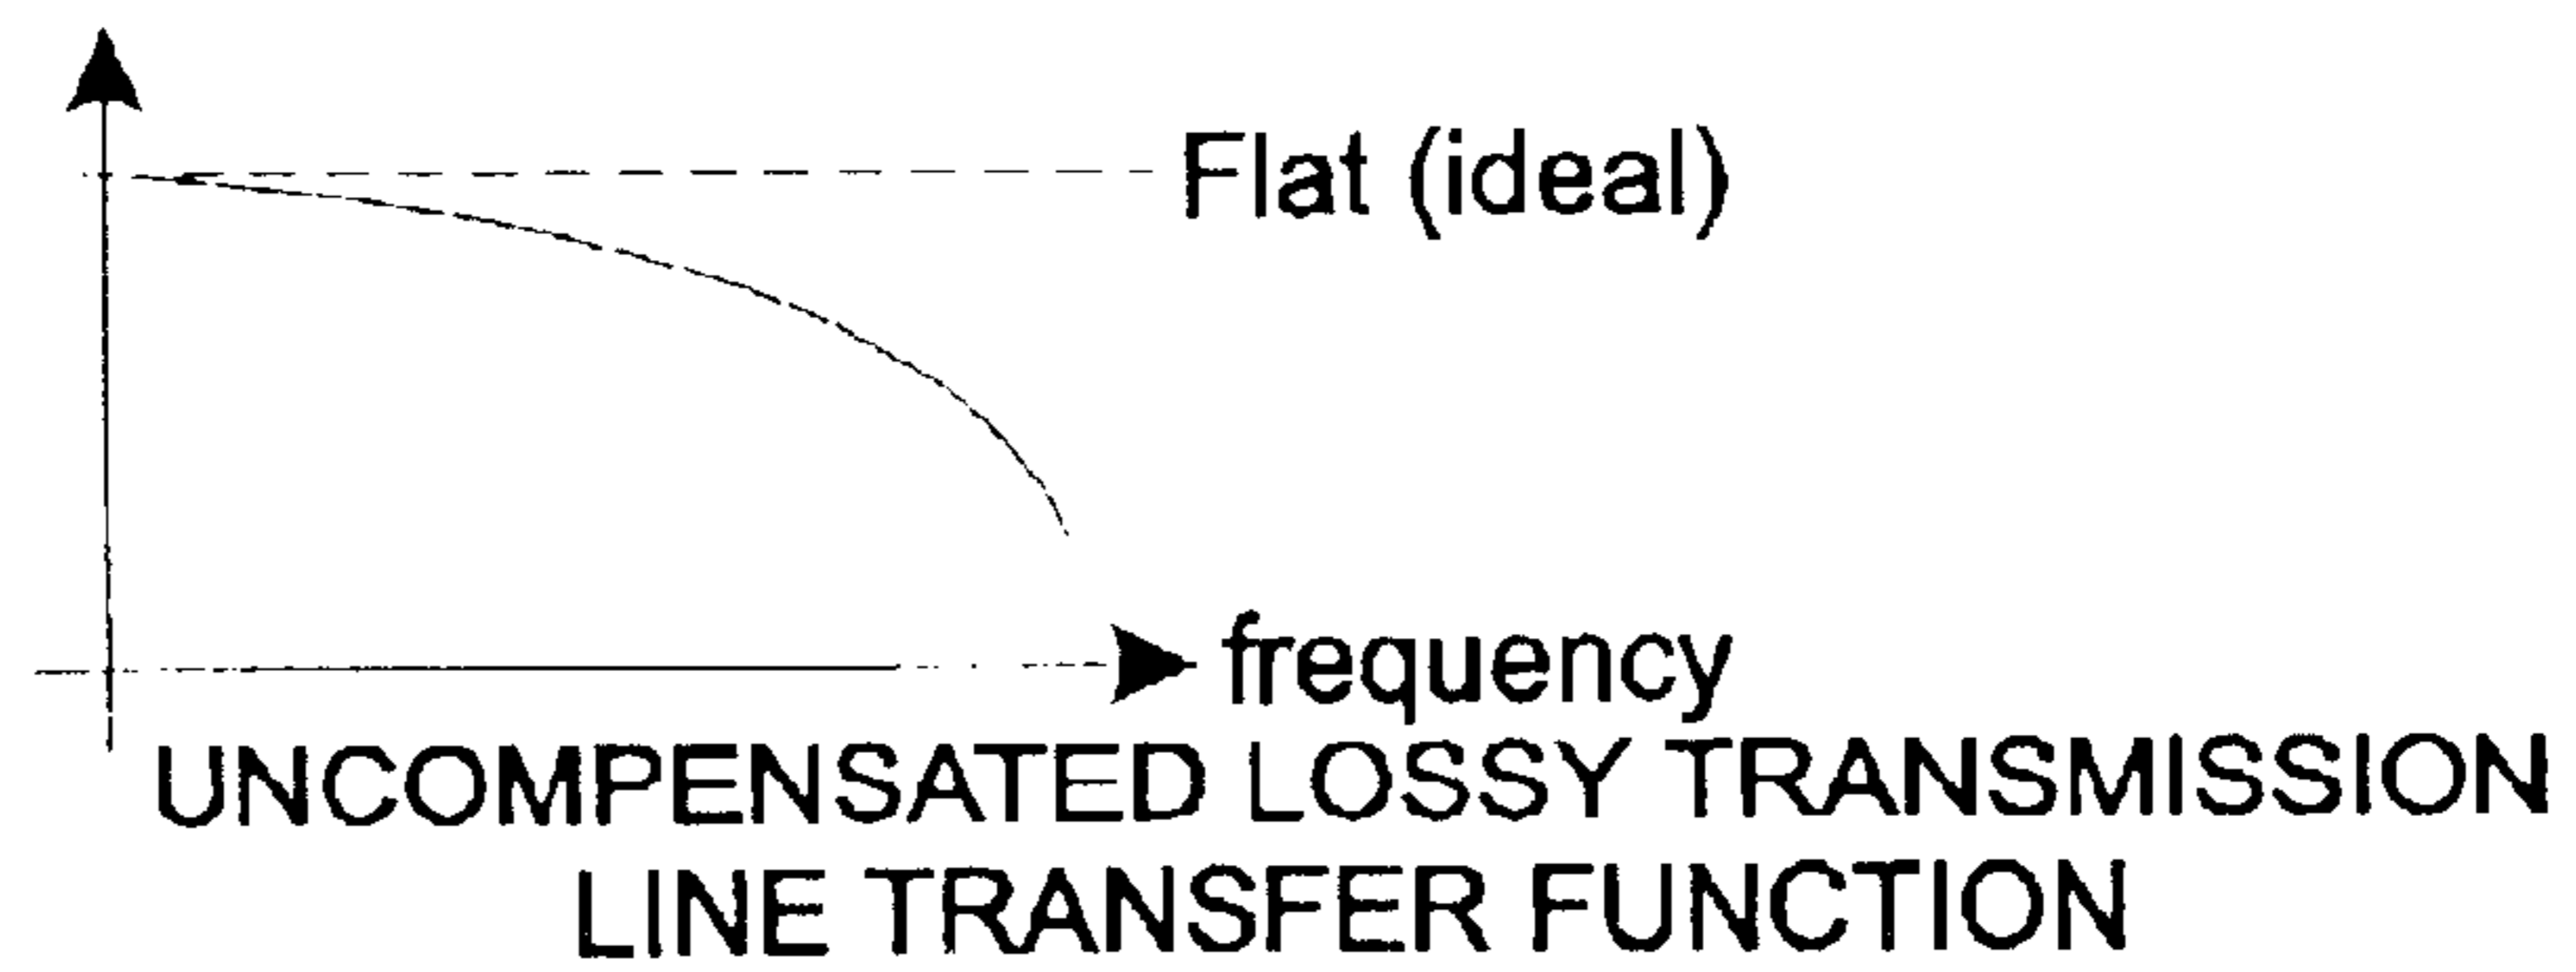 Flat (ideal)
frequency
UNCOMPENSATED LOSSY TRANSMISSION
LINE TRANSFER FUNCTION